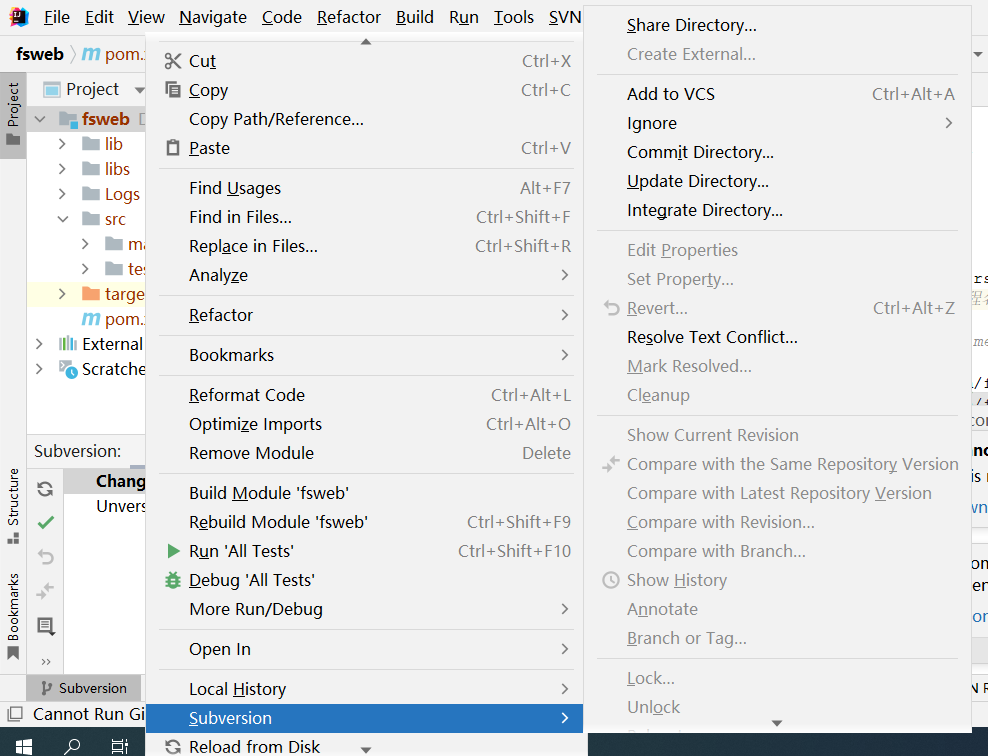 File Edit View Navigate Code Refactor Build Run Tools SVN
fsweb
pom.
Project
Project
fsweb
lib
libs
Logs
src
ma
tes
targe
pom.
External
Scratche
Subversion:
Chang
Unvers
Structure
Bookmarks
Subversion
Cannot Run Gi
Cut Ctrl+X
Copy Ctrl+C
Copy Path/Reference...
Paste Ctrl+V
Find Usages Alt+F7
Find in Files... Ctrl+Shift+F
Replace in Files... Ctrl+Shift+R
Analyze
Refactor
Bookmarks
Reformat Code Ctrl+Alt+L
Optimize Imports Ctrl+Alt+O
Remove Module Delete
Build Module 'fsweb'
Rebuild Module 'fsweb' Ctrl+Shift+F9
Run 'All Tests' Ctrl+Shift+F10
Debug 'All Tests'
More Run/Debug
Open In
Local History
Subversion
Reload from Disk
Share Directory...
Create External...
Add to VCS Ctrl+Alt+A
Ignore
Commit Directory...
Update Directory...
Integrate Directory...
Edit Properties
Set Property...
Revert... Ctrl+Alt+Z
Resolve Text Conflict...
Mark Resolved...
Cleanup
Show Current Revision
Compare with the Same Repository Version
Compare with Latest Repository Version
Compare with Revision...
Compare with Branch...
Show History
Annotate
Branch or Tag...
Lock...
Unlock